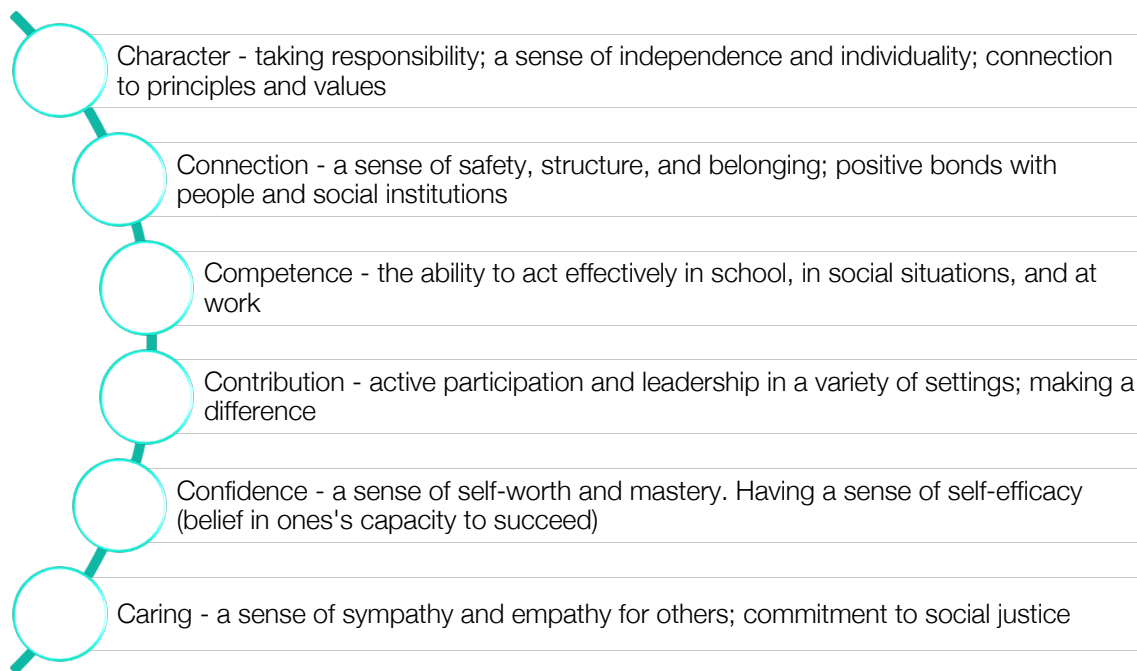 Character - taking responsibility; a sense of independence and individuality; connection
to principles and values
Connection - a sense of safety, structure, and belonging; positive bonds with
people and social institutions
Competence - the ability to act effectively in school, in social situations, and at
work
Contribution - active participation and leadership in a variety of settings; making a
difference
Confidence - a sense of self-worth and mastery. Having a sense of self-efficacy
(belief in ones's capacity to succeed)
Caring - a sense of sympathy and empathy for others; commitment to social justice